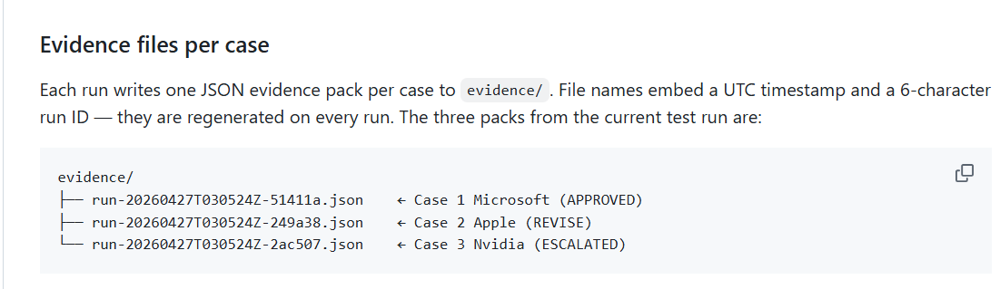 Evidence files per case
Each run writes one JSON evidence pack per case to evidence/ . File names embed a UTC timestamp and a 6-character
run ID — they are regenerated on every run. The three packs from the current test run are:
evidence/
├── run-20260427T030524Z-51411a.json    ← Case 1 Microsoft (APPROVED)
├── run-20260427T030524Z-249a38.json    ← Case 2 Apple (REVISE)
└── run-20260427T030524Z-2ac507.json    ← Case 3 Nvidia (ESCALATED)